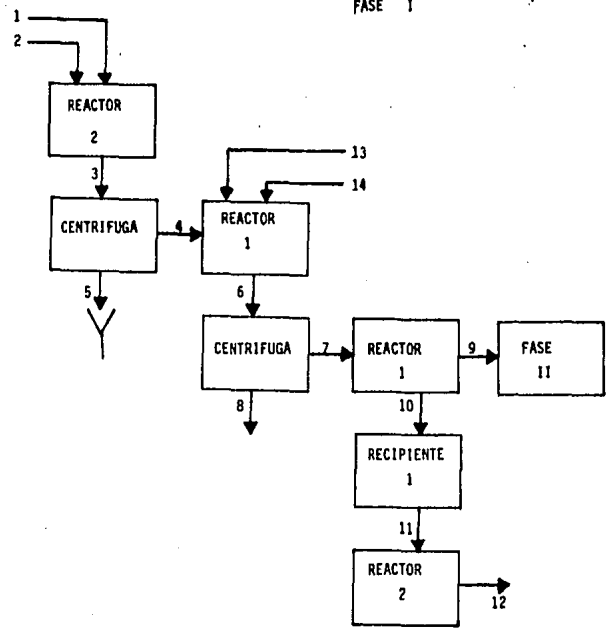 FASE I
1
2
REACTOR
2
3
13
14
CENTRIFUGA
4
REACTOR
1
5
6
CENTRIFUGA
7
REACTOR
1
9
FASE
II
8
10
RECIPIENTE
1
11
REACTOR
2
12